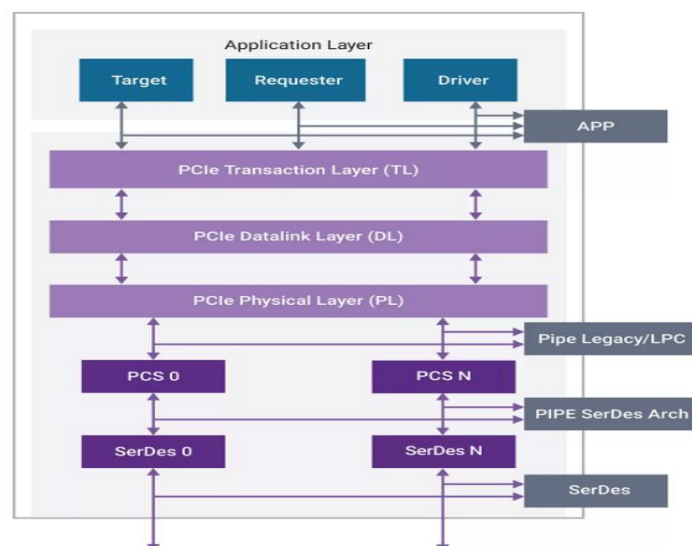 Application Layer
Target
Requester
Driver
APP
PCIe Transaction Layer (TL)
PCIe Datalink Layer (DL)
PCIe Physical Layer (PL)
Pipe Legacy/LPC
PCS 0
PCS N
PIPE SerDes Arch
SerDes 0
SerDes N
SerDes